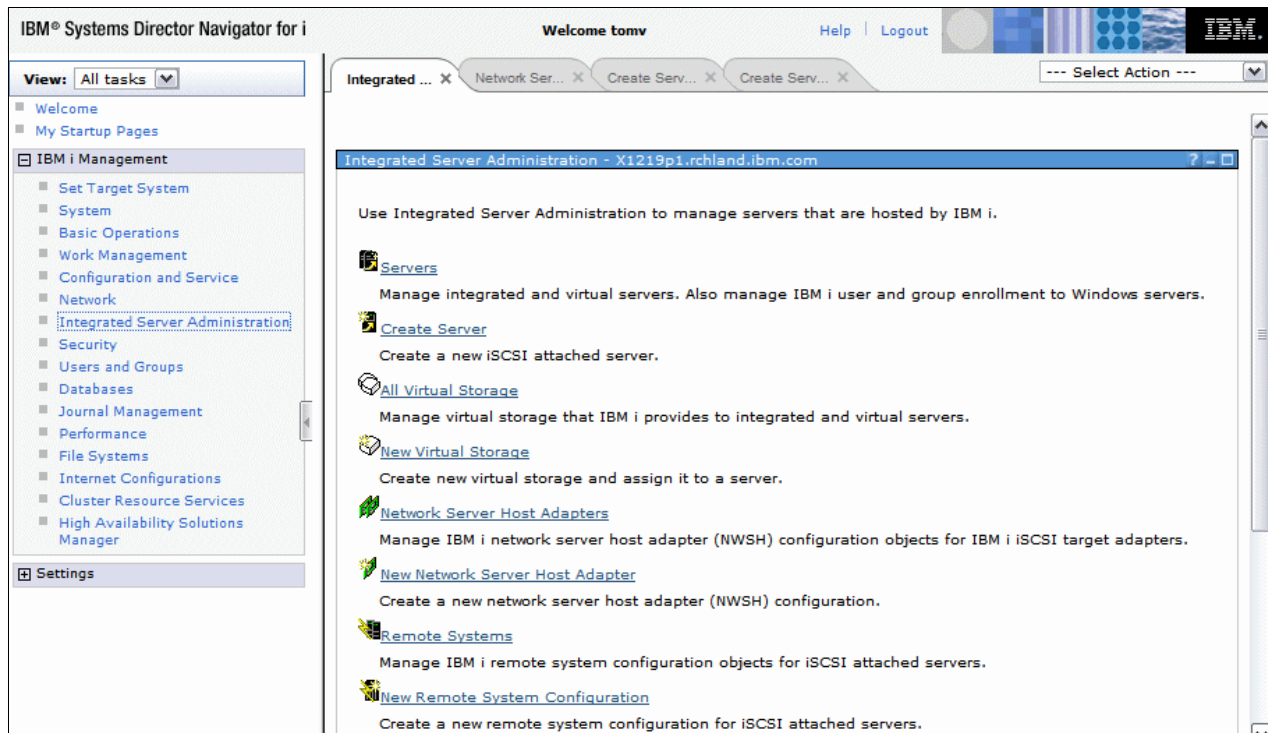 IBM® Systems Director Navigator for i
Welcome tomv
Help
Logout
IBM.
View: All tasks
Welcome
My Startup Pages
IBM i Management
Set Target System
System
Basic Operations
Work Management
Configuration and Service
Network
Integrated Server Administration
Security
Users and Groups
Databases
Journal Management
Performance
File Systems
Internet Configurations
Cluster Resource Services
High Availability Solutions
Manager
Settings
Integrated ...
Network Ser...
Create Serv...
Create Serv...
--- Select Action ---
Integrated Server Administration - X1219p1.rchland.ibm.com
Use Integrated Server Administration to manage servers that are hosted by IBM i.
Servers
Manage integrated and virtual servers. Also manage IBM i user and group enrollment to Windows servers.
Create Server
Create a new iSCSI attached server.
All Virtual Storage
Manage virtual storage that IBM i provides to integrated and virtual servers.
New Virtual Storage
Create new virtual storage and assign it to a server.
Network Server Host Adapters
Manage IBM i network server host adapter (NWSH) configuration objects for IBM i iSCSI target adapters.
New Network Server Host Adapter
Create a new network server host adapter (NWSH) configuration.
Remote Systems
Manage IBM i remote system configuration objects for iSCSI attached servers.
New Remote System Configuration
Create a new remote system configuration for iSCSI attached servers.